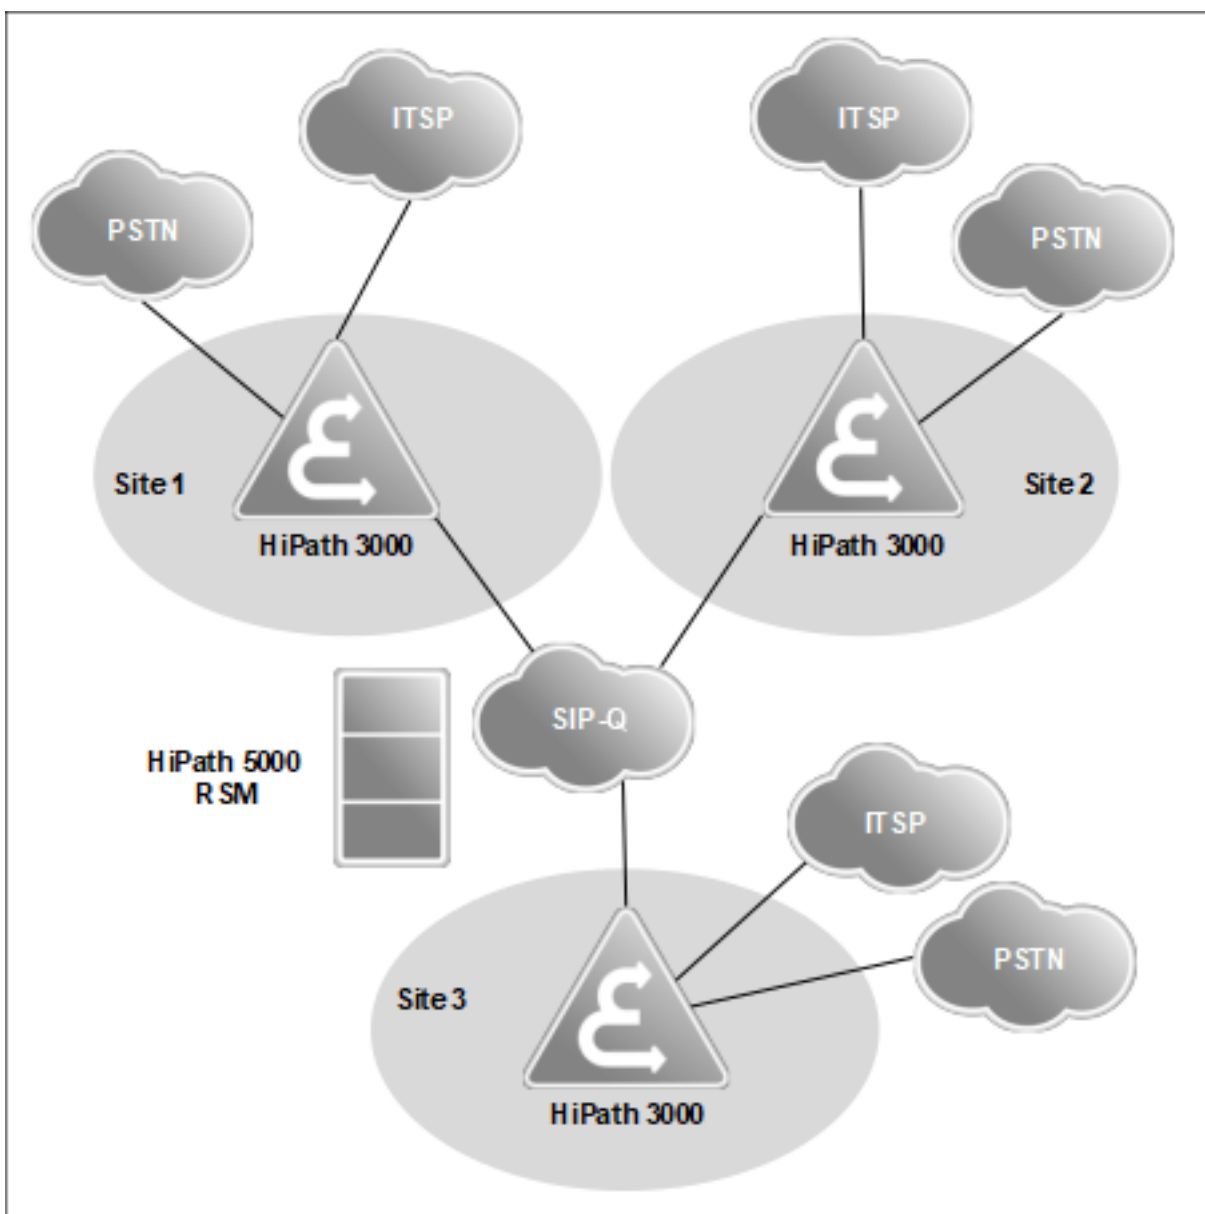 ITSP
ITSP
PSTN
PSTN
Site 1
Site 2
HiPath 3000
HiPath 3000
SIP-Q
HiPath 5000
RSM
ITSP
PSTN
Site 3
HiPath 3000